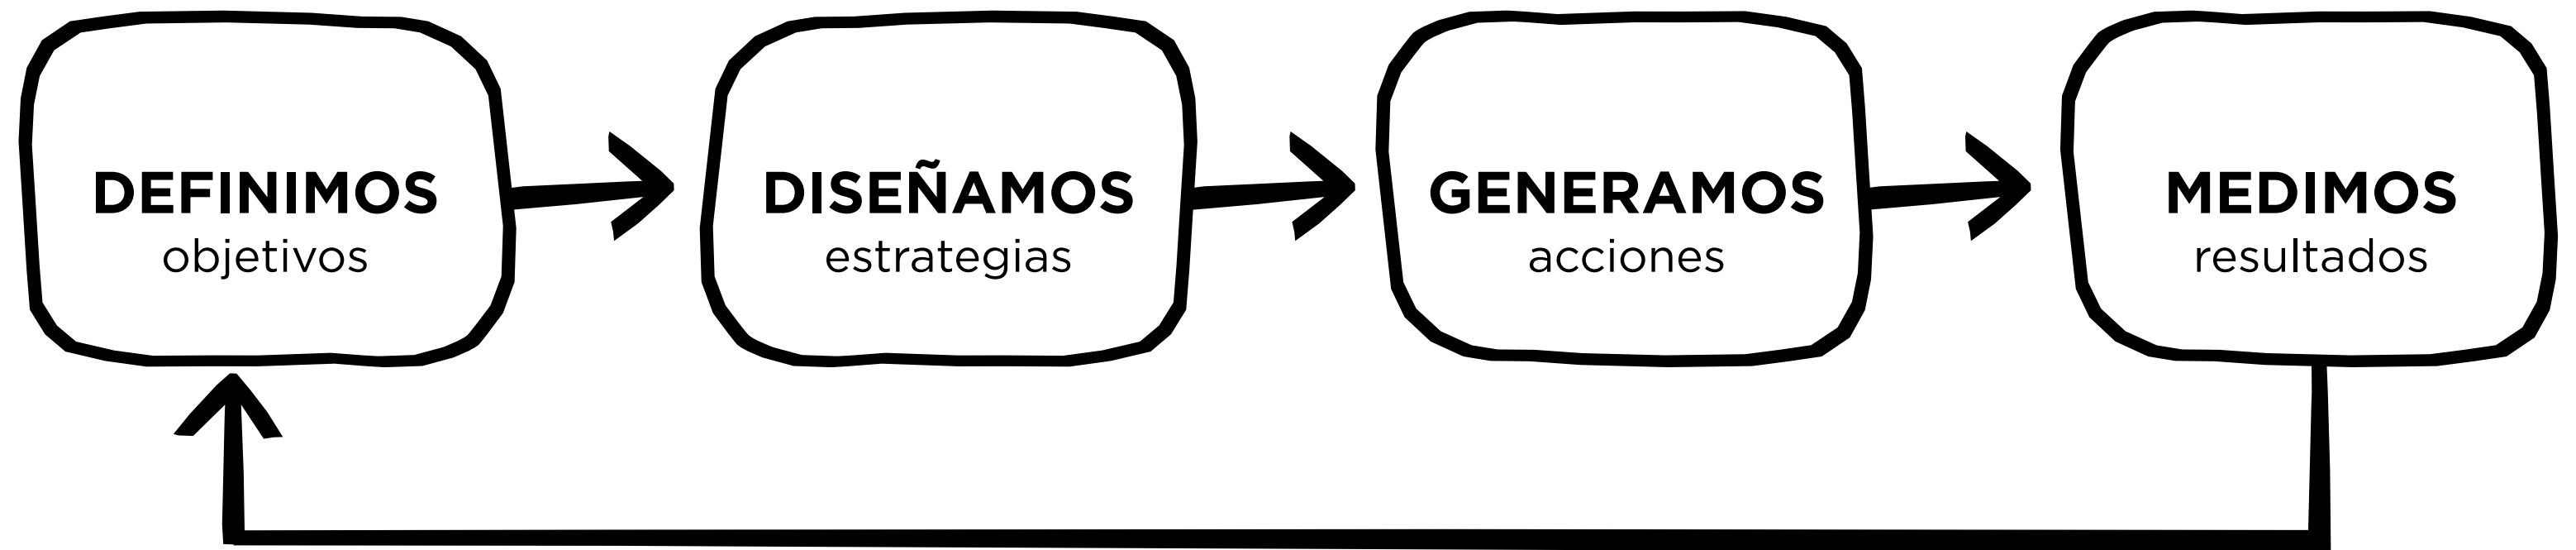 DEFINIMOS
objetivos
DISEÑAMOS
estrategias
GENERAMOS
acciones
MEDIMOS
resultados